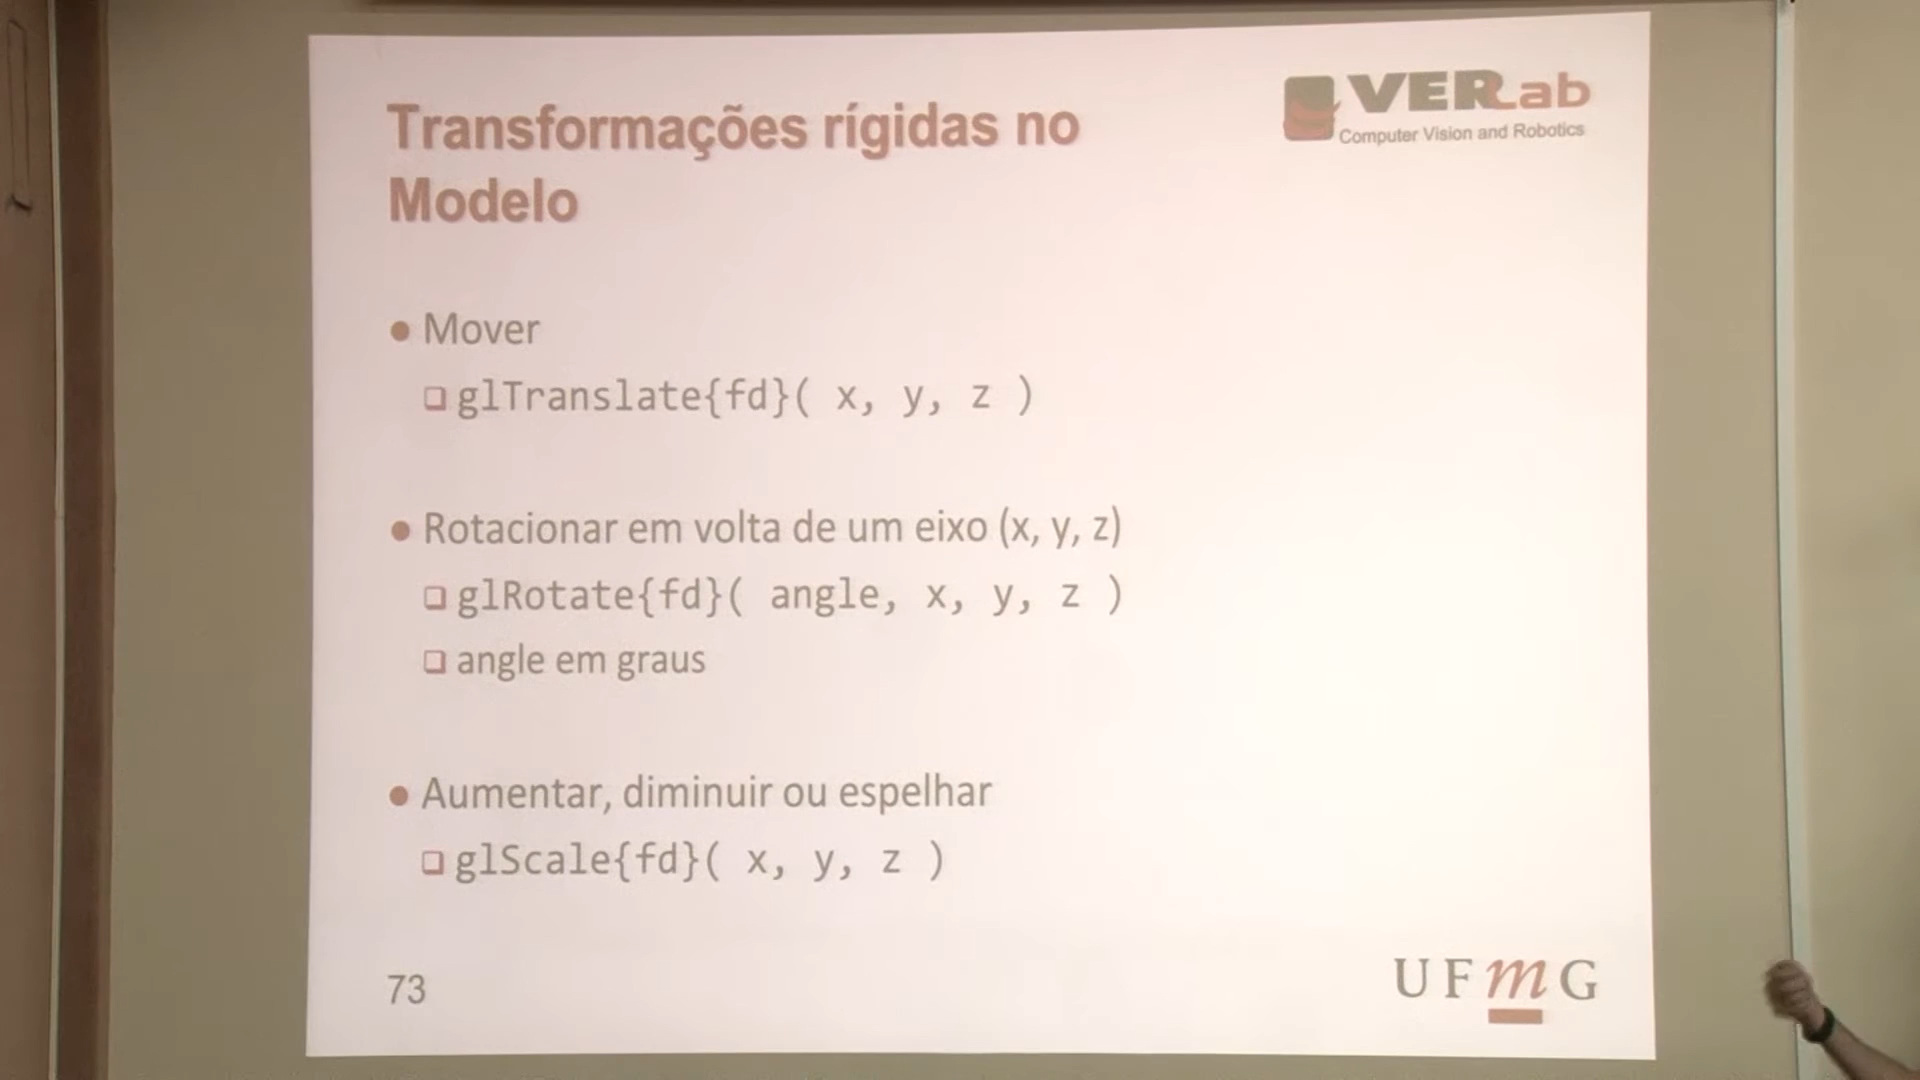 Transformações rígidas no
Modelo
VERLab
Computer Vision and Robotics
Mover
glTranslate{fd}( x, y, z )
Rotacionar em volta de um eixo (x, y, z)
glRotate{fd}( angle, x, y, z )
angle em graus
Aumentar, diminuir ou espelhar
glScale{fd}( x, y, z )
73
UFmG